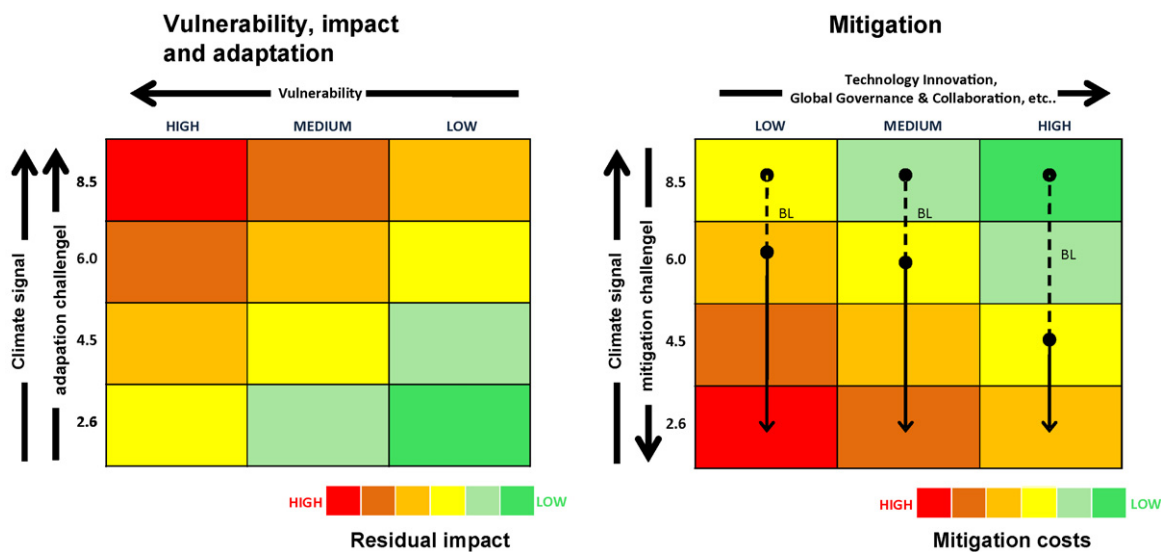 Vulnerability, impact
and adaptation
Vulnerability
HIGH MEDIUM LOW
Climate signal
adapation challengel
8.5
6.0
4.5
2.6
HIGH LOW
Residual impact
Mitigation
Technology Innovation,
Global Governance & Collaboration, etc..
LOW MEDIUM HIGH
Climate signal
mitigation challengel
8.5
BL BL
6.0
BL
4.5
2.6
HIGH LOW
Mitigation costs